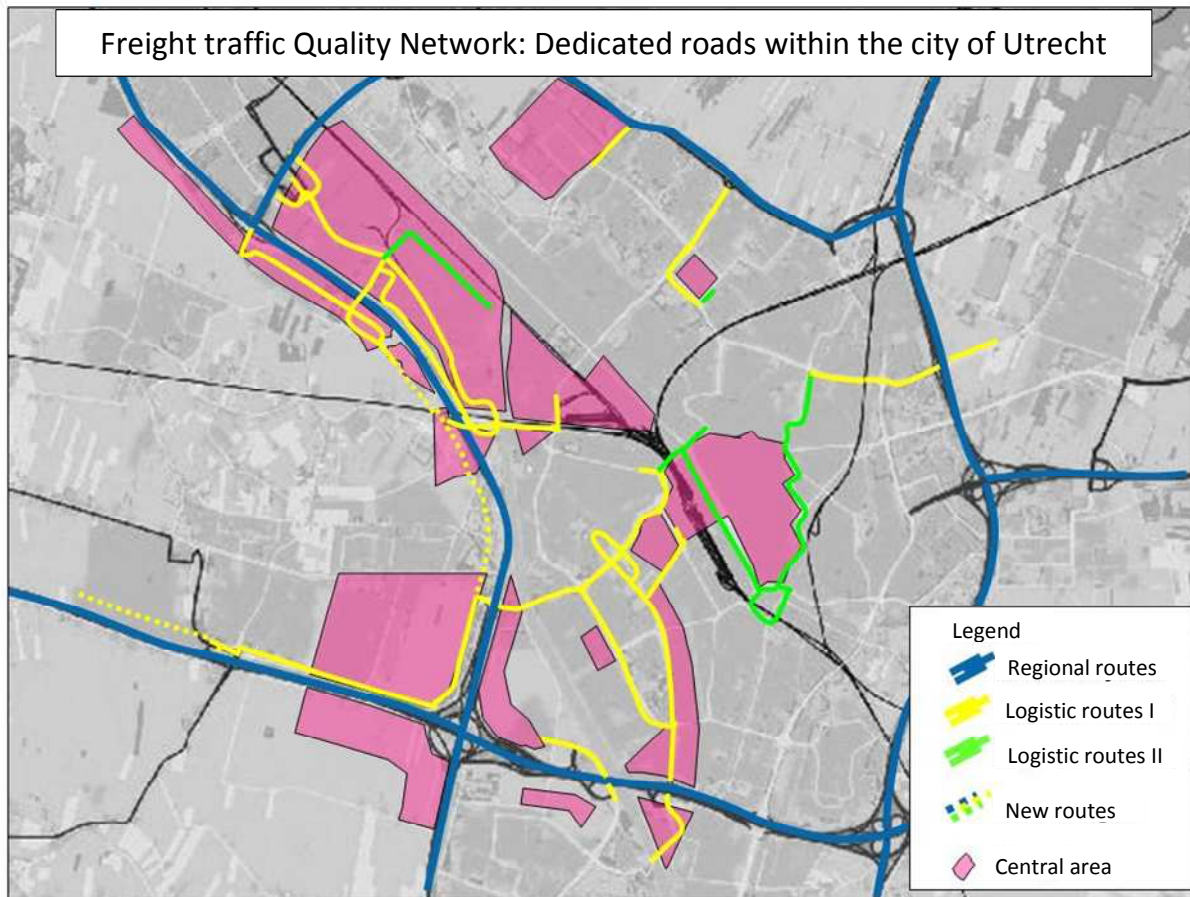 Freight traffic Quality Network: Dedicated roads within the city of Utrecht
Legend
Regional routes
Logistic routes I
Logistic routes II
New routes
Central area